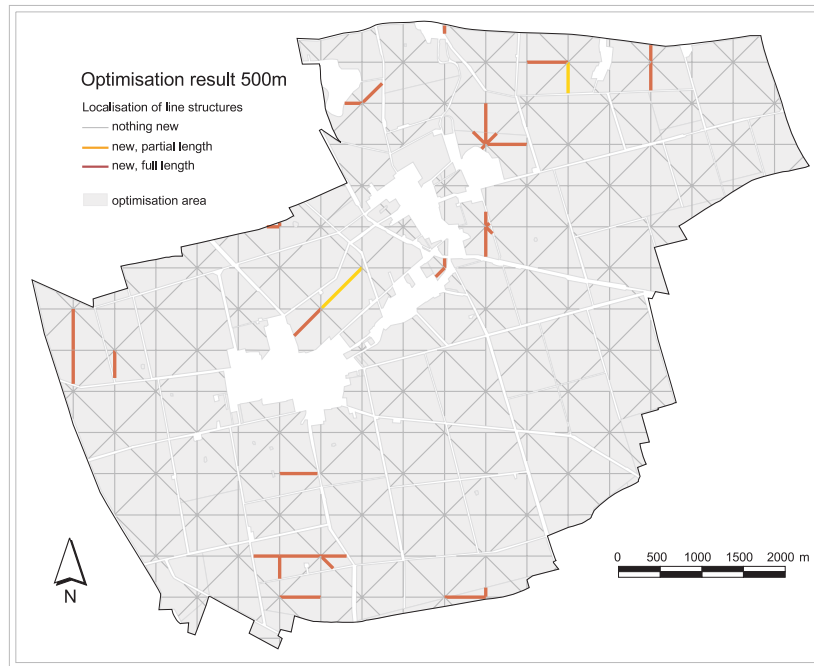 Optimisation result 500m
Localisation of line structures
nothing new
new, partial length
new, full length
optimisation area
N
0 500 1000 1500 2000 m